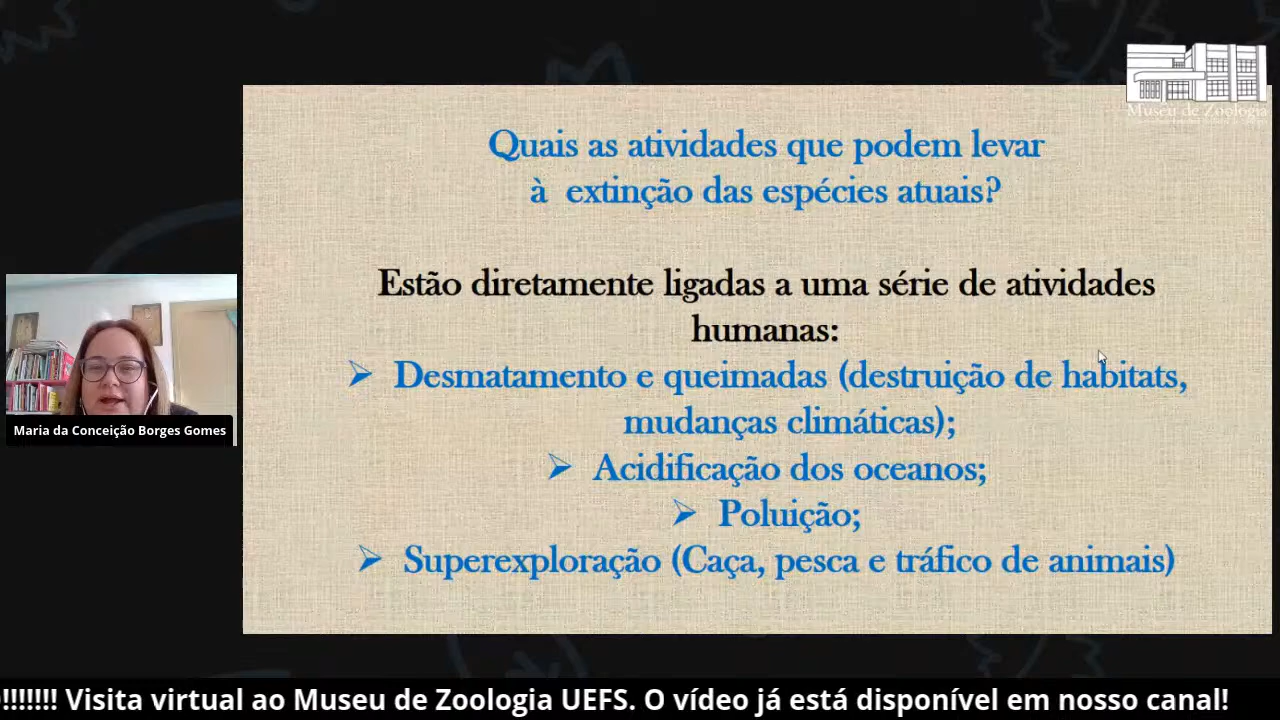 Museu de Zoologia
Quais as atividades que podem levar
à extinção das espécies atuais?
Estão diretamente ligadas a uma série de atividades
humanas:
➢ Desmatamento e queimadas (destruição de habitats,
mudanças climáticas);
➢ Acidificação dos oceanos;
➢ Poluição;
➢ Superexploração (Caça, pesca e tráfico de animais)
Maria da Conceição Borges Gomes
!!!!!!! Visita virtual ao Museu de Zoologia UEFS. O vídeo já está disponível em nosso canal!